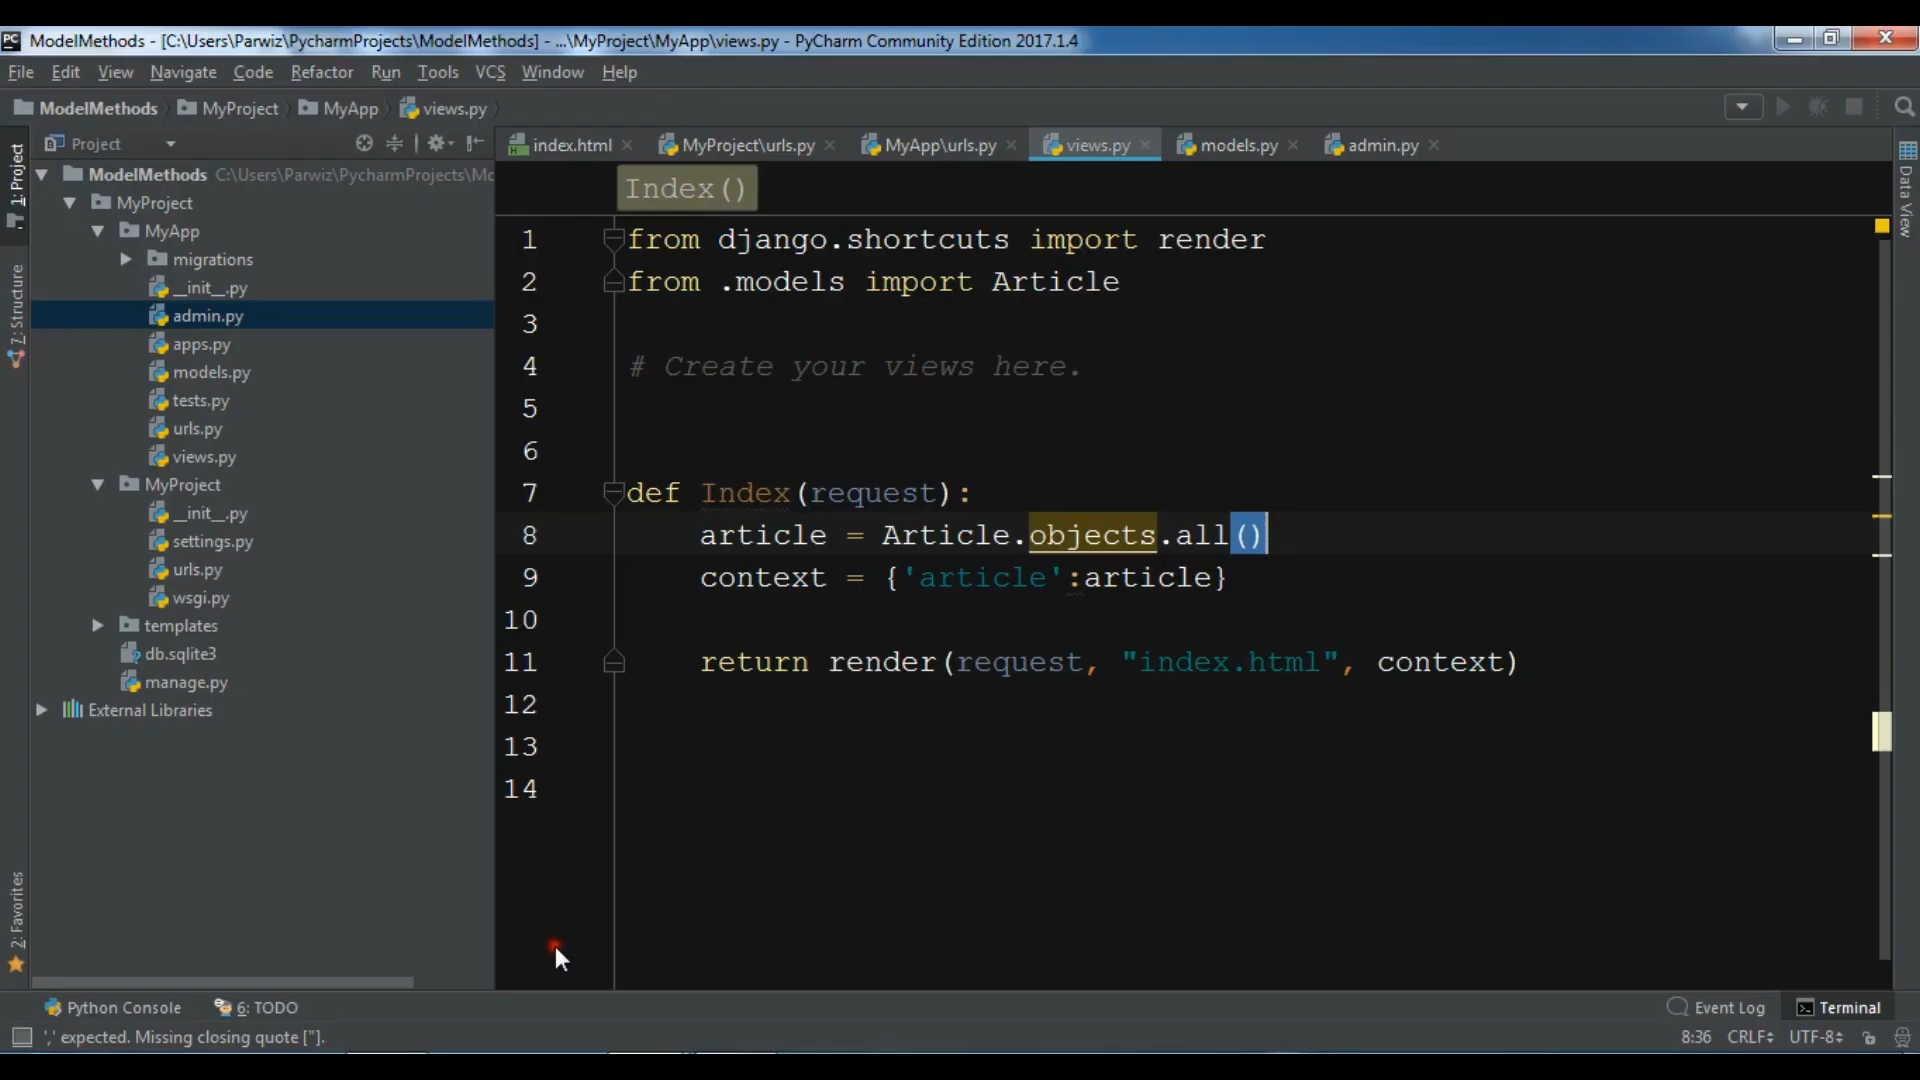 PC ModelMethods - [C:\Users\Parwiz\PycharmProjects\ModelMethods] - ...\MyProject\MyApp\views.py - PyCharm Community Edition 2017.1.4
File Edit View Navigate Code Refactor Run Tools VCS Window Help
ModelMethods MyProject MyApp views.py
Project
index.html MyProject\urls.py MyApp\urls.py views.py models.py admin.py
1: Project
7: Structure
2: Favorites
ModelMethods C:\Users\Parwiz\PycharmProjects\Mo
MyProject
MyApp
migrations
__init__.py
admin.py
apps.py
models.py
tests.py
urls.py
views.py
MyProject
__init__.py
settings.py
urls.py
wsgi.py
templates
db.sqlite3
manage.py
External Libraries
Index()
1 from django.shortcuts import render
2 from .models import Article
3
4 # Create your views here.
5
6
7 def Index(request):
8 article = Article.objects.all()
9 context = {'article':article}
10
11 return render(request, "index.html", context)
12
13
14
Data View
Python Console 6: TODO Event Log Terminal
',' expected. Missing closing quote ["]. 8:36 CRLF UTF-8